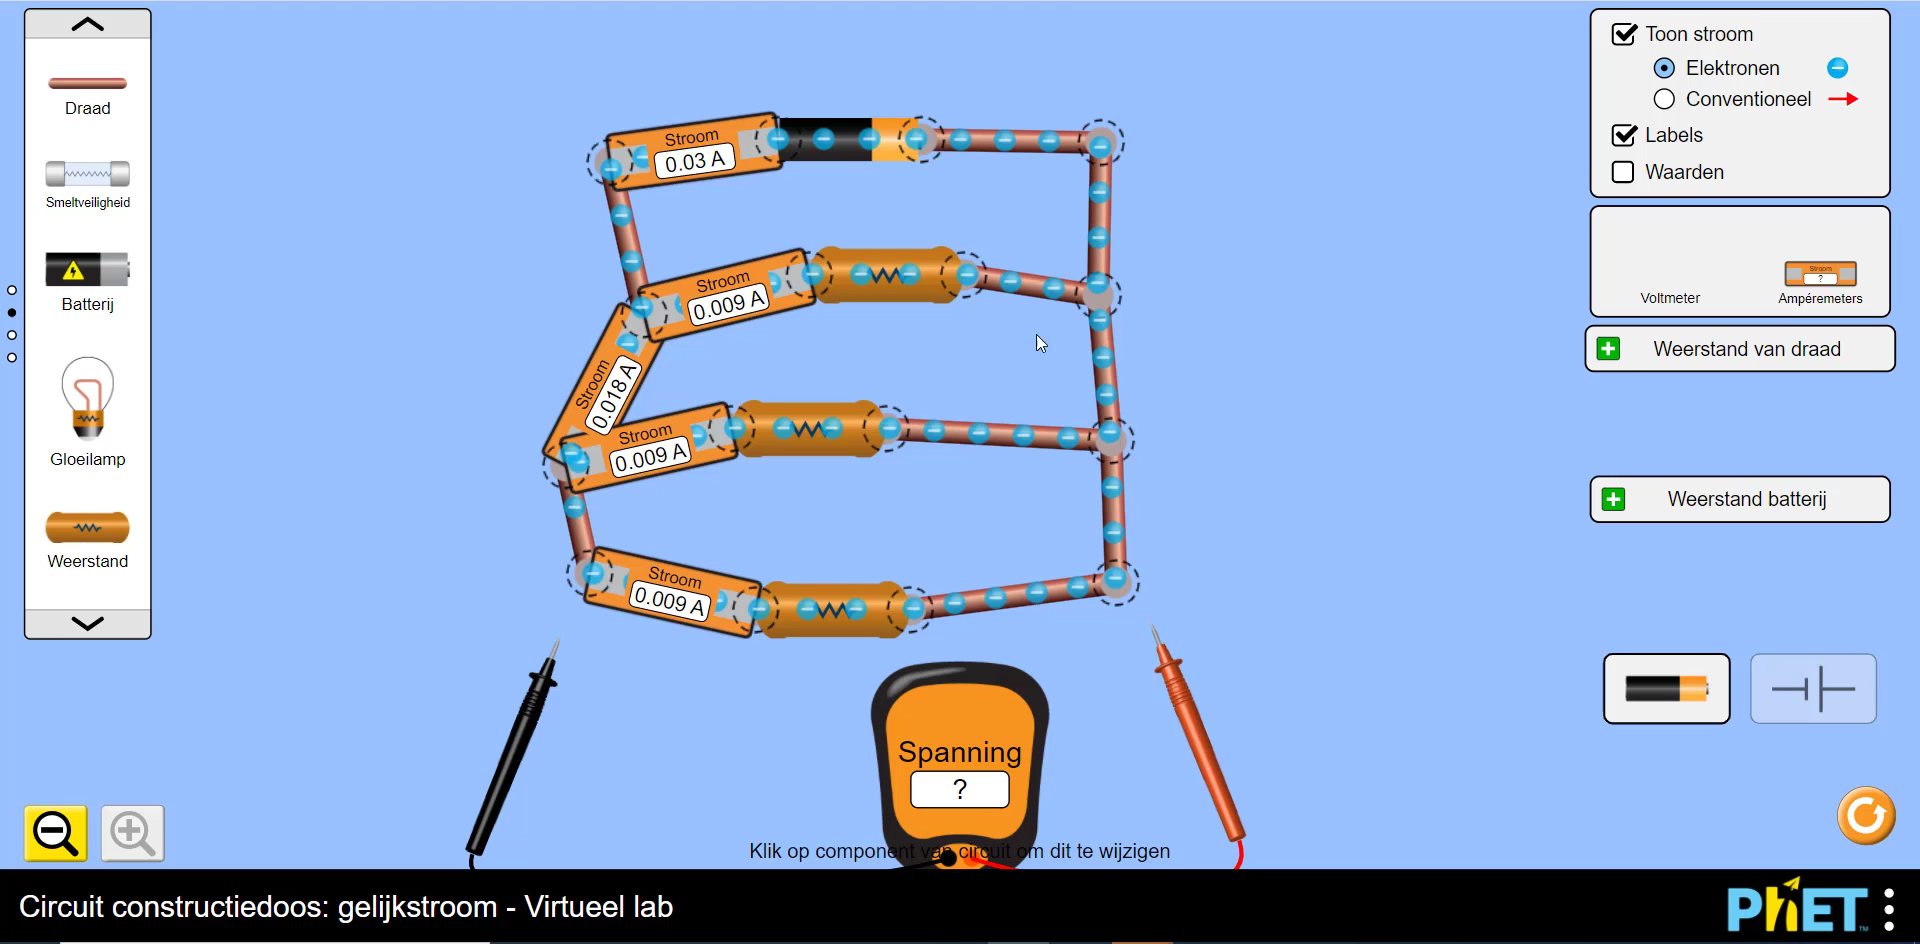 Draad
Smeltveiligheid
Batterij
Gloeilamp
Weerstand
Stroom
0.03 A
Stroom
0.009 A
Stroom
0.018 A
Stroom
0.009 A
Stroom
0.009 A
Spanning
?
Klik op component van circuit om dit te wijzigen
Toon stroom
Elektronen
Conventioneel
Labels
Waarden
Stroom
?
Voltmeter
Ampéremeters
Weerstand van draad
Weerstand batterij
Circuit constructiedoos: gelijkstroom - Virtueel lab
PhET